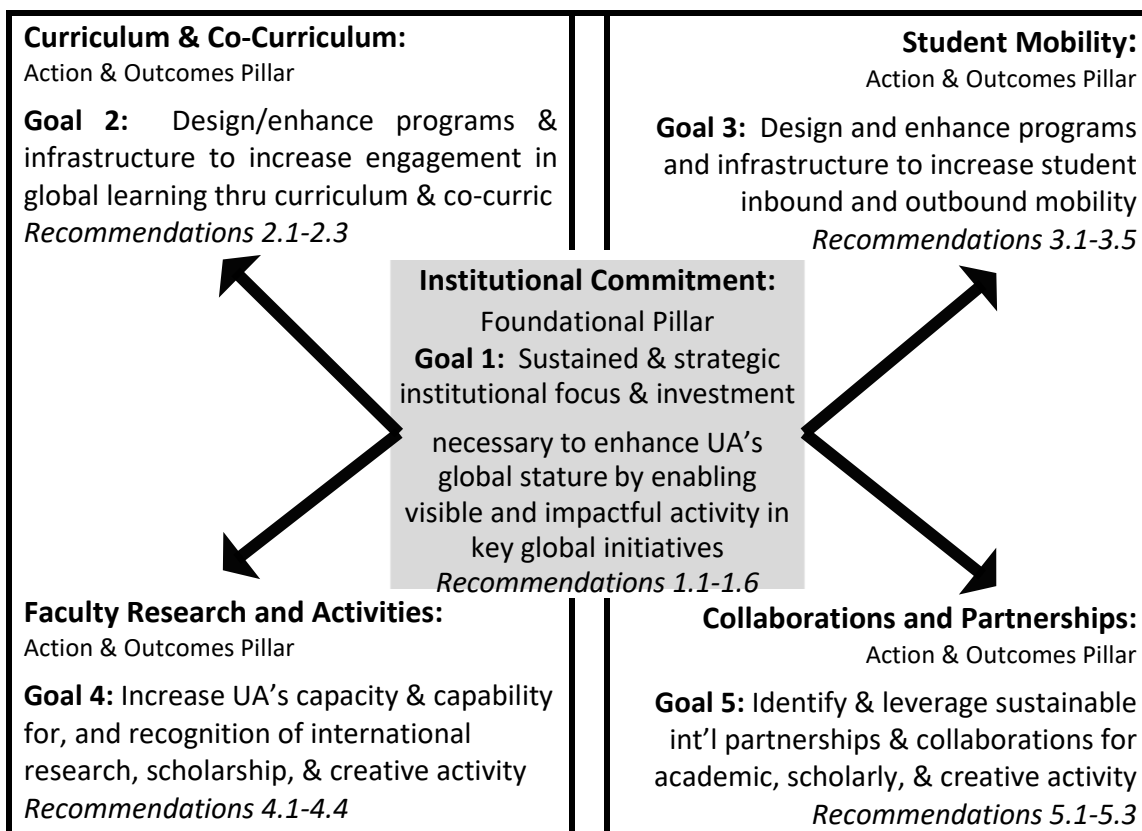 Curriculum & Co-Curriculum:
Action & Outcomes Pillar
Goal 2: Design/enhance programs &
infrastructure to increase engagement in
global learning thru curriculum & co-curric
Recommendations 2.1-2.3
Student Mobility:
Action & Outcomes Pillar
Goal 3: Design and enhance programs
and infrastructure to increase student
inbound and outbound mobility
Recommendations 3.1-3.5
Institutional Commitment:
Foundational Pillar
Goal 1: Sustained & strategic
institutional focus & investment
necessary to enhance UA’s
global stature by enabling
visible and impactful activity in
key global initiatives
Recommendations 1.1-1.6
Faculty Research and Activities:
Action & Outcomes Pillar
Goal 4: Increase UA’s capacity & capability
for, and recognition of international
research, scholarship, & creative activity
Recommendations 4.1-4.4
Collaborations and Partnerships:
Action & Outcomes Pillar
Goal 5: Identify & leverage sustainable
int’l partnerships & collaborations for
academic, scholarly, & creative activity
Recommendations 5.1-5.3